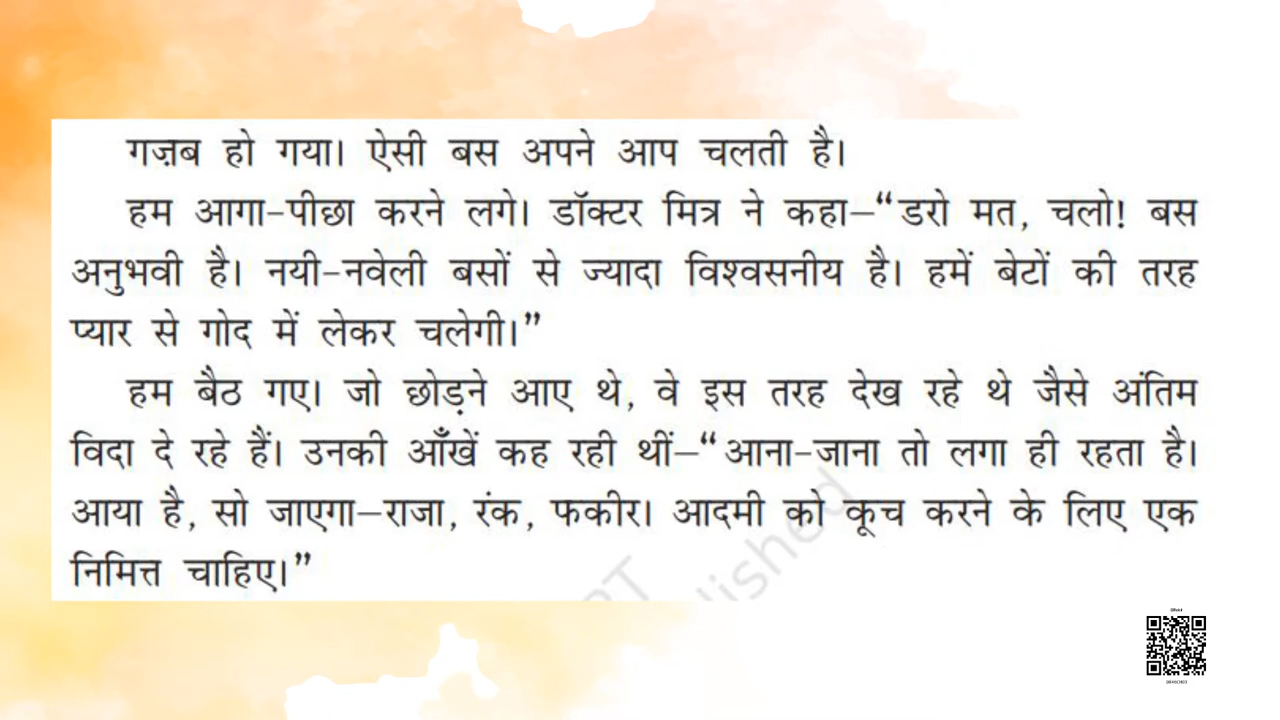 गज़ब हो गया। ऐसी बस अपने आप चलती है।
हम आगा-पीछा करने लगे। डॉक्टर मित्र ने कहा–“डरो मत, चलो! बस
अनुभवी है। नयी-नवेली बसों से ज्यादा विश्वसनीय है। हमें बेटों की तरह
प्यार से गोद में लेकर चलेगी।”
हम बैठ गए। जो छोड़ने आए थे, वे इस तरह देख रहे थे जैसे अंतिम
विदा दे रहे हैं। उनकी आँखें कह रही थीं–“आना-जाना तो लगा ही रहता है।
आया है, सो जाएगा–राजा, रंक, फकीर। आदमी को कूच करने के लिए एक
निमित्त चाहिए।”